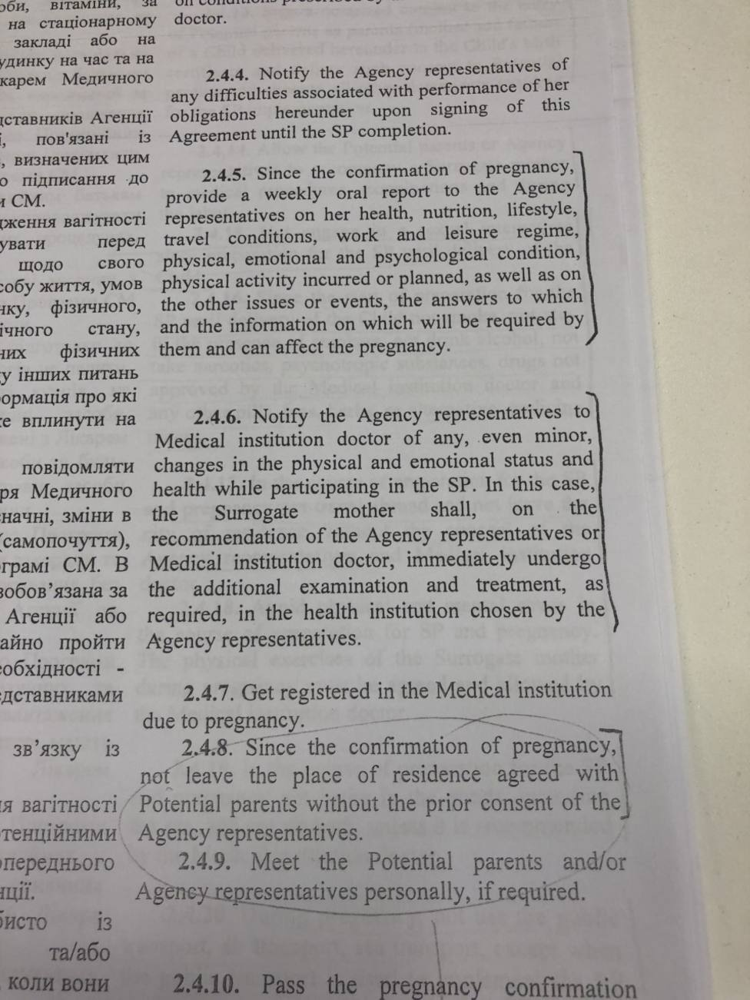 оби, вітаміни, за
на стаціонарному
закладі або на
удинку на час та на
карем Медичного
дставників Агенції
пов'язані із
визначених цим
підписання до
СМ.
дження вагітності
увати перед
щодо свого
собу життя, умов
нку, фізичного,
ічного стану,
них фізичних
у інших питань
ормація про які
е вплинути на
повідомляти
ря Медичного
значні, зміни в
(самопочуття),
ограмі СМ. В
зобов’язана за
Агенції або
айно пройти
еобхідності -
едставниками
зв’язку із
ня вагітності
тенційними
опереднього
нції.
бисто із
та/або
коли вони
doctor.
2.4.4. Notify the Agency representatives of
any difficulties associated with performance of her
obligations hereunder upon signing of this
Agreement until the SP completion.
2.4.5. Since the confirmation of pregnancy,
provide a weekly oral report to the Agency
representatives on her health, nutrition, lifestyle,
travel conditions, work and leisure regime,
physical, emotional and psychological condition,
physical activity incurred or planned, as well as on
the other issues or events, the answers to which
and the information on which will be required by
them and can affect the pregnancy.
2.4.6. Notify the Agency representatives to
Medical institution doctor of any, even minor,
changes in the physical and emotional status and
health while participating in the SP. In this case,
the Surrogate mother shall, on the
recommendation of the Agency representatives or
Medical institution doctor, immediately undergo
the additional examination and treatment, as
required, in the health institution chosen by the
Agency representatives.
2.4.7. Get registered in the Medical institution
due to pregnancy.
2.4.8. Since the confirmation of pregnancy,
not leave the place of residence agreed with
Potential parents without the prior consent of the
Agency representatives.
2.4.9. Meet the Potential parents and/or
Agency representatives personally, if required.
2.4.10. Pass the pregnancy confirmation